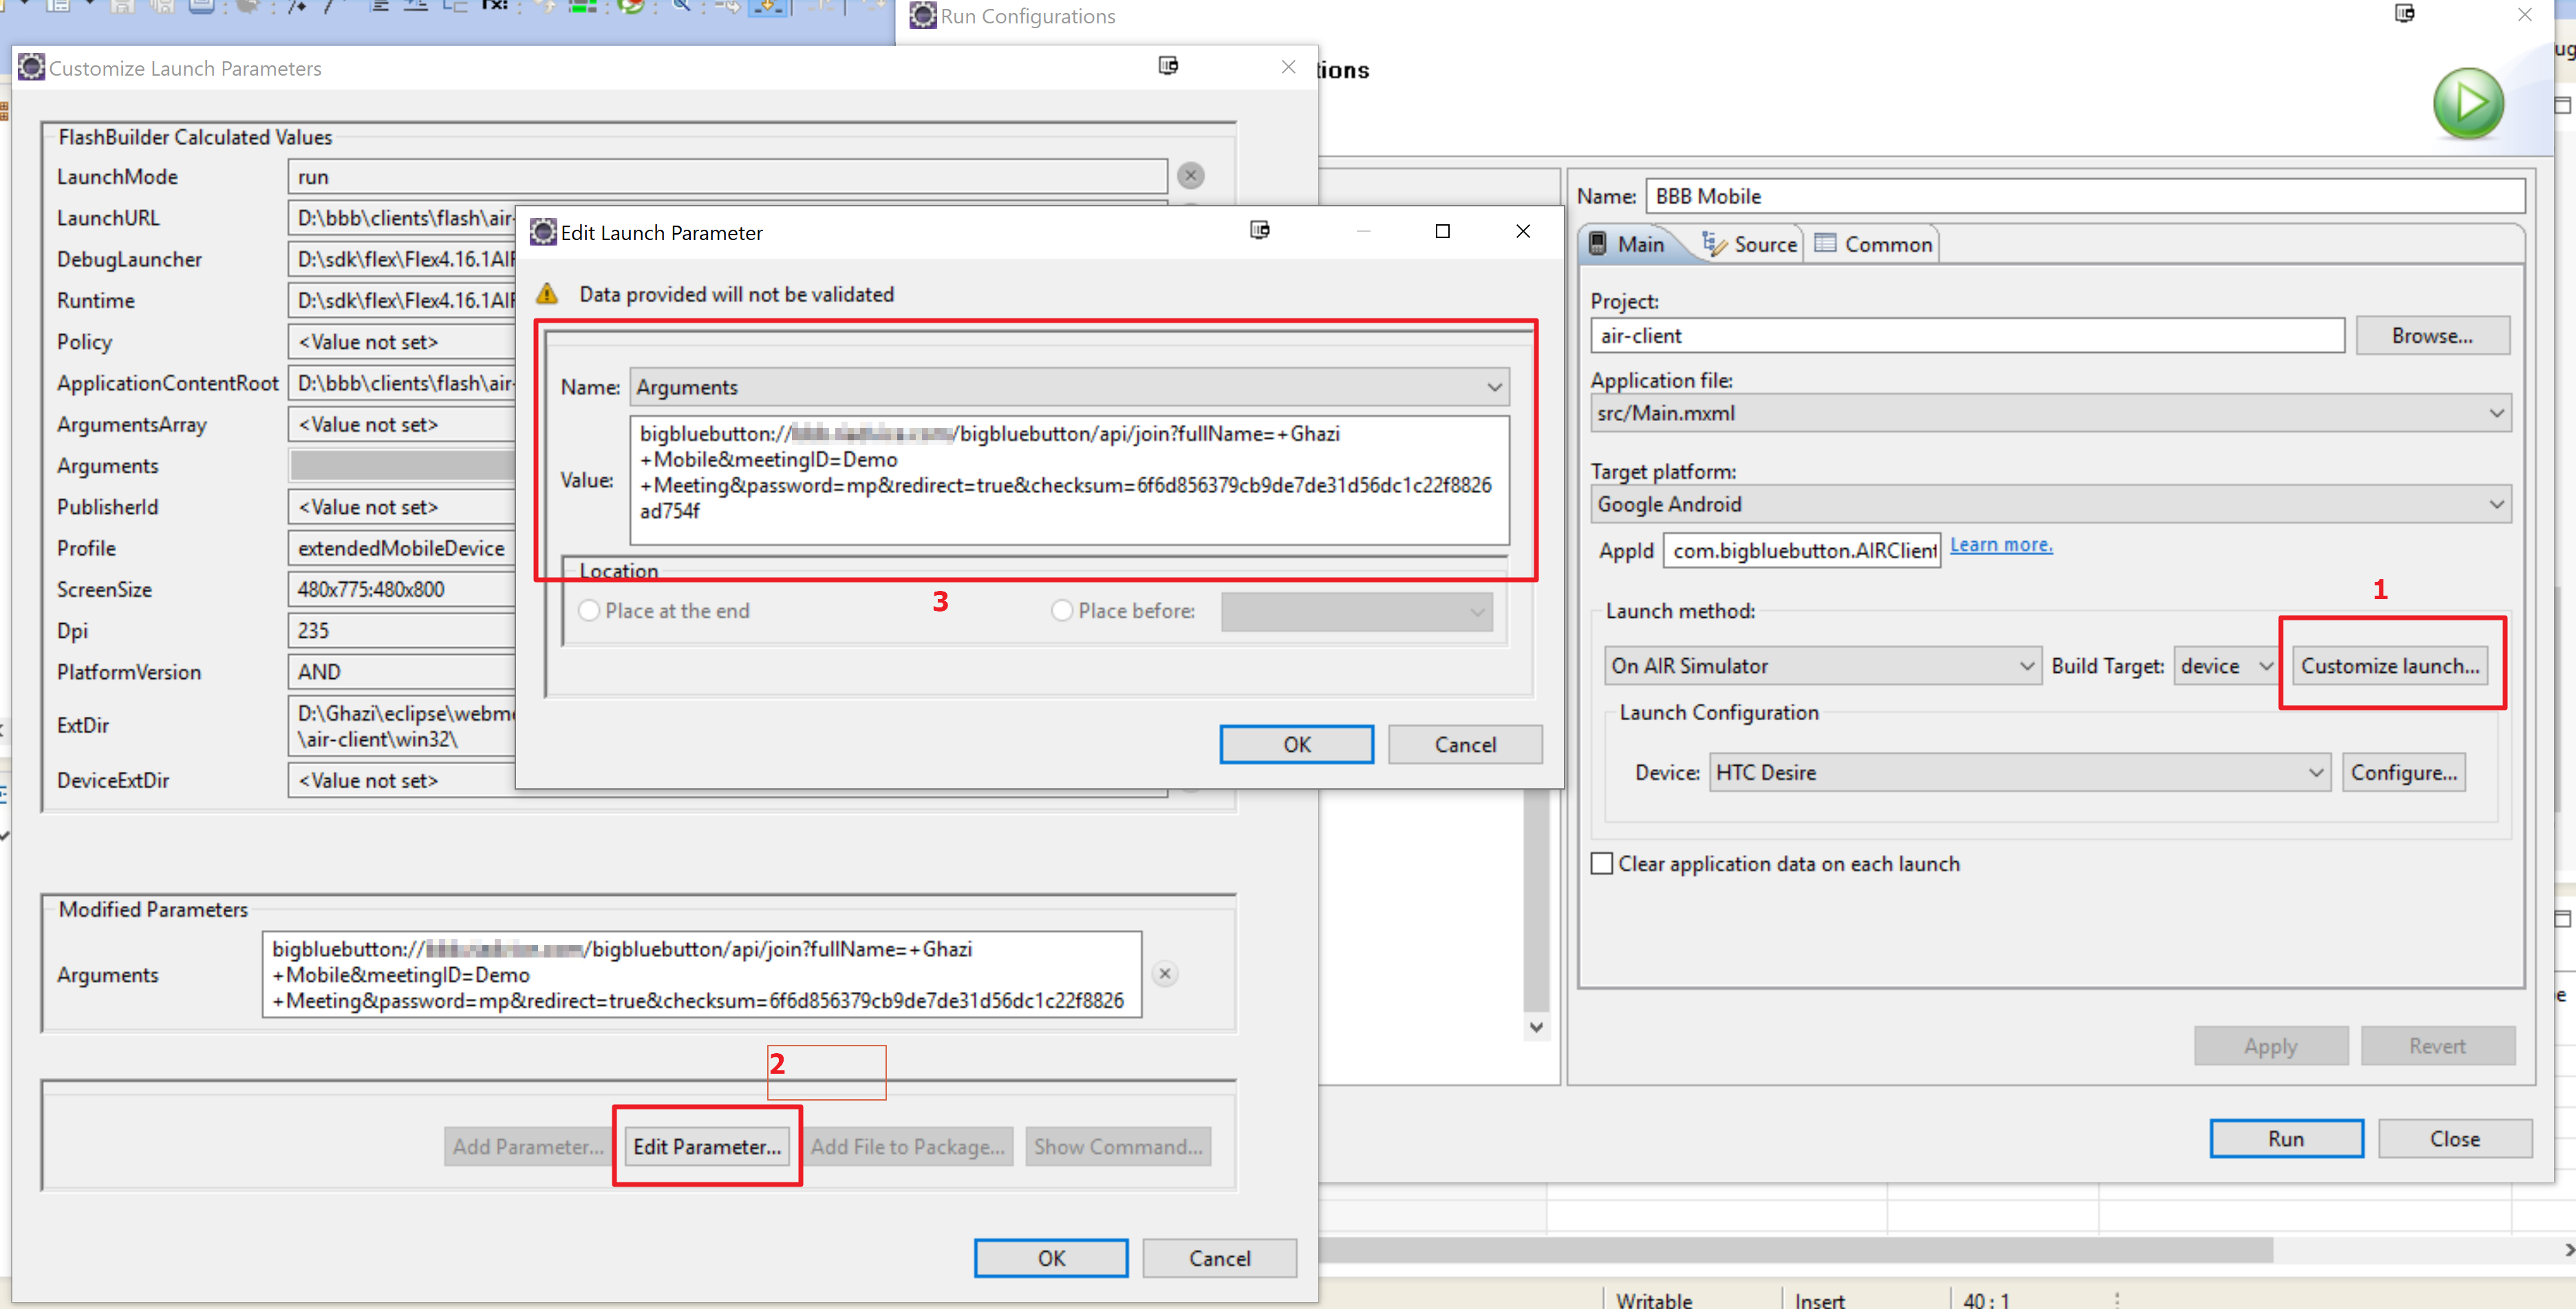 Run Configurations
Customize Launch Parameters
tions
FlashBuilder Calculated Values
LaunchMode
run
LaunchURL
D:\bbb\clients\flash\air-
DebugLauncher
D:\sdk\flex\Flex4.16.1AIF
Runtime
D:\sdk\flex\Flex4.16.1AIF
Policy
<Value not set>
ApplicationContentRoot
D:\bbb\clients\flash\air-
ArgumentsArray
<Value not set>
Arguments
PublisherId
<Value not set>
Profile
extendedMobileDevice
ScreenSize
480x775:480x800
Dpi
235
PlatformVersion
AND
ExtDir
D:\Ghazi\eclipse\webme
\air-client\win32\
DeviceExtDir
<Value not set>
Modified Parameters
Arguments
bigbluebutton:// /bigbluebutton/api/join?fullName=+Ghazi
+Mobile&meetingID=Demo
+Meeting&password=mp&redirect=true&checksum=6f6d856379cb9de7de31d56dc1c22f8826
2
Add Parameter...
Edit Parameter...
Add File to Package...
Show Command...
OK
Cancel
Edit Launch Parameter
Data provided will not be validated
Name:
Arguments
Value:
bigbluebutton:// /bigbluebutton/api/join?fullName=+Ghazi
+Mobile&meetingID=Demo
+Meeting&password=mp&redirect=true&checksum=6f6d856379cb9de7de31d56dc1c22f8826
ad754f
Location
3
Place at the end
Place before:
OK
Cancel
Name:
BBB Mobile
Main
Source
Common
Project:
air-client
Browse...
Application file:
src/Main.mxml
Target platform:
Google Android
AppId
com.bigbluebutton.AIRClient
Learn more.
1
Launch method:
On AIR Simulator
Build Target:
device
Customize launch...
Launch Configuration
Device:
HTC Desire
Configure...
Clear application data on each launch
Apply
Revert
Run
Close
Writable
Insert
40 : 1